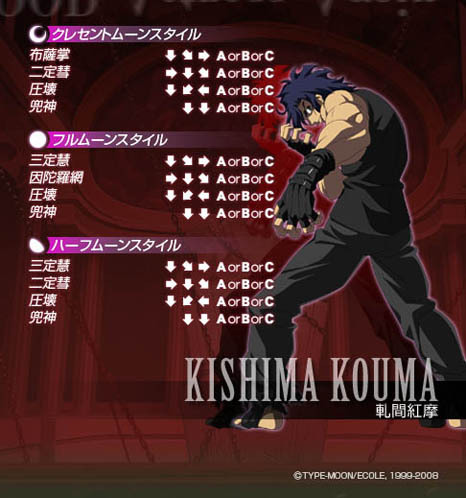 クレセントムーンスタイル
布薩掌 ⬇⬊➡ AorBorC
二定彗 ➡⬇⬊ AorBorC
圧壊 ⬇⬋⬅ AorBorC
兜神 ⬇⬇ AorBorC
フルムーンスタイル
三定慧 ⬇⬊➡ AorBorC
因陀羅網 ➡⬇⬊ AorBorC
圧壊 ⬇⬋⬅ AorBorC
兜神 ⬇⬇ AorBorC
ハーフムーンスタイル
三定慧 ⬇⬊➡ AorBorC
二定彗 ➡⬇⬊ AorBorC
圧壊 ⬇⬋⬅ AorBorC
兜神 ⬇⬇ AorBorC
KISHIMA KOUMA
軋間紅摩
©TYPE-MOON/ECOLE, 1999-2008